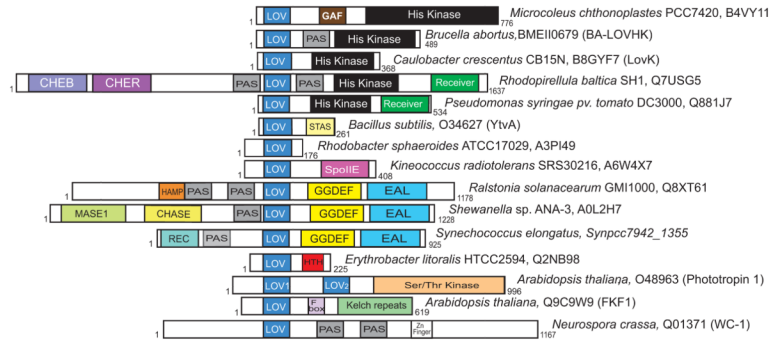 LOV GAF His Kinase Microcoleus chthonoplastes PCC7420, B4VY11
1 776
LOV PAS His Kinase Brucella abortus,BMEII0679 (BA-LOVHK)
1 489
LOV His Kinase Caulobacter crescentus CB15N, B8GYF7 (LovK)
1 368
CHEB CHER PAS LOV PAS His Kinase Receiver Rhodopirellula baltica SH1, Q7USG5
1 1637
LOV His Kinase Receiver Pseudomonas syringae pv. tomato DC3000, Q881J7
1 534
LOV STAS Bacillus subtilis, O34627 (YtvA)
1 261
LOV Rhodobacter sphaeroides ATCC17029, A3PI49
1 176
LOV SpoIIE Kineococcus radiotolerans SRS30216, A6W4X7
1 408
HAMP PAS PAS LOV GGDEF EAL Ralstonia solanacearum GMI1000, Q8XT61
1 1178
MASE1 CHASE PAS LOV GGDEF EAL Shewanella sp. ANA-3, A0L2H7
1 1228
REC PAS LOV GGDEF EAL Synechococcus elongatus, Synpcc7942_1355
1 925
LOV HTH Erythrobacter litoralis HTCC2594, Q2NB98
1 225
LOV1 LOV2 Ser/Thr Kinase Arabidopsis thaliana, O48963 (Phototropin 1)
1 996
LOV F box Kelch repeats Arabidopsis thaliana, Q9C9W9 (FKF1)
1 619
LOV PAS PAS Zn Finger Neurospora crassa, Q01371 (WC-1)
1 1167